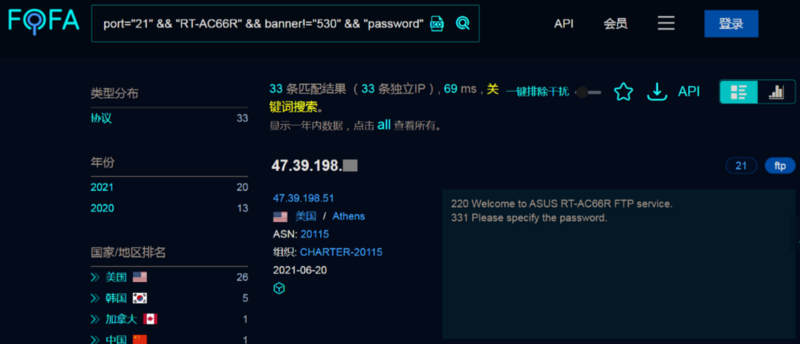 FOFA
port="21" && "RT-AC66R" && banner!="530" && "password"
API
会员
登录
类型分布
协议 33
年份
2021 20
2020 13
国家/地区排名
美国 26
韩国 5
加拿大 1
中国 1
33 条匹配结果 （ 33 条独立IP）, 69 ms , 关
键词搜索。
一键排除干扰
API
显示一年内数据，点击 all 查看所有。
47.39.198.
21
ftp
47.39.198.51
美国 / Athens
ASN: 20115
组织: CHARTER-20115
2021-06-20
220 Welcome to ASUS RT-AC66R FTP service.
331 Please specify the password.